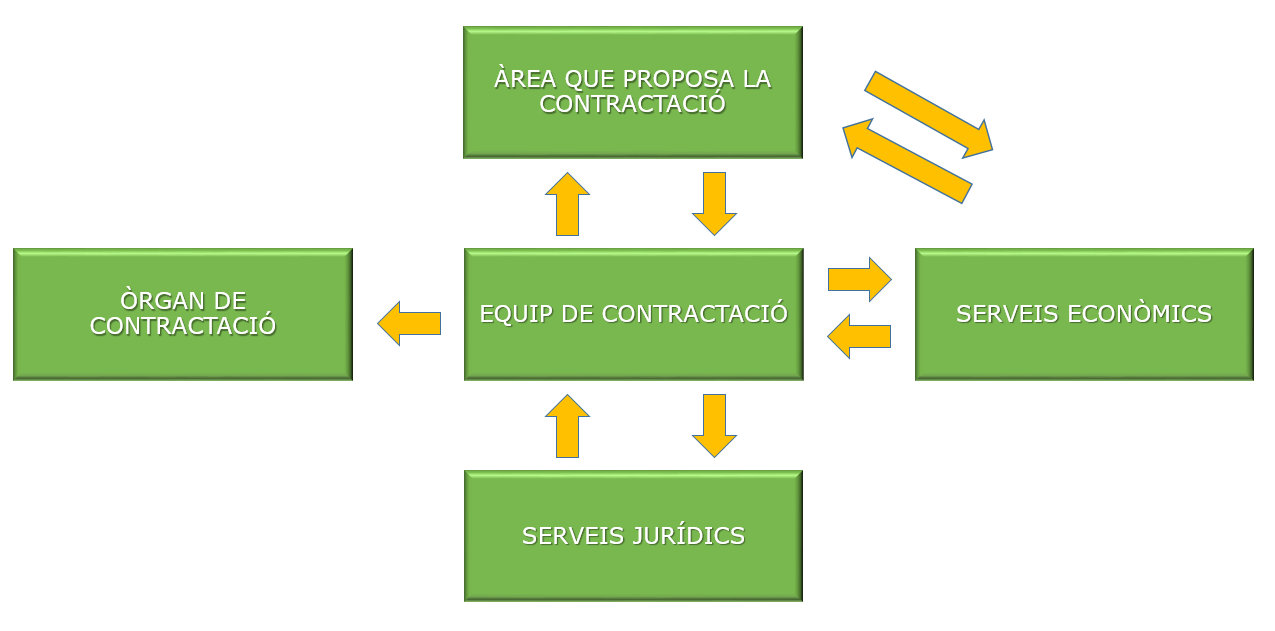 ÀREA QUE PROPOSA LA
CONTRACTACIÓ
ÒRGAN DE
CONTRACTACIÓ
EQUIP DE CONTRACTACIÓ
SERVEIS ECONÒMICS
SERVEIS JURÍDICS